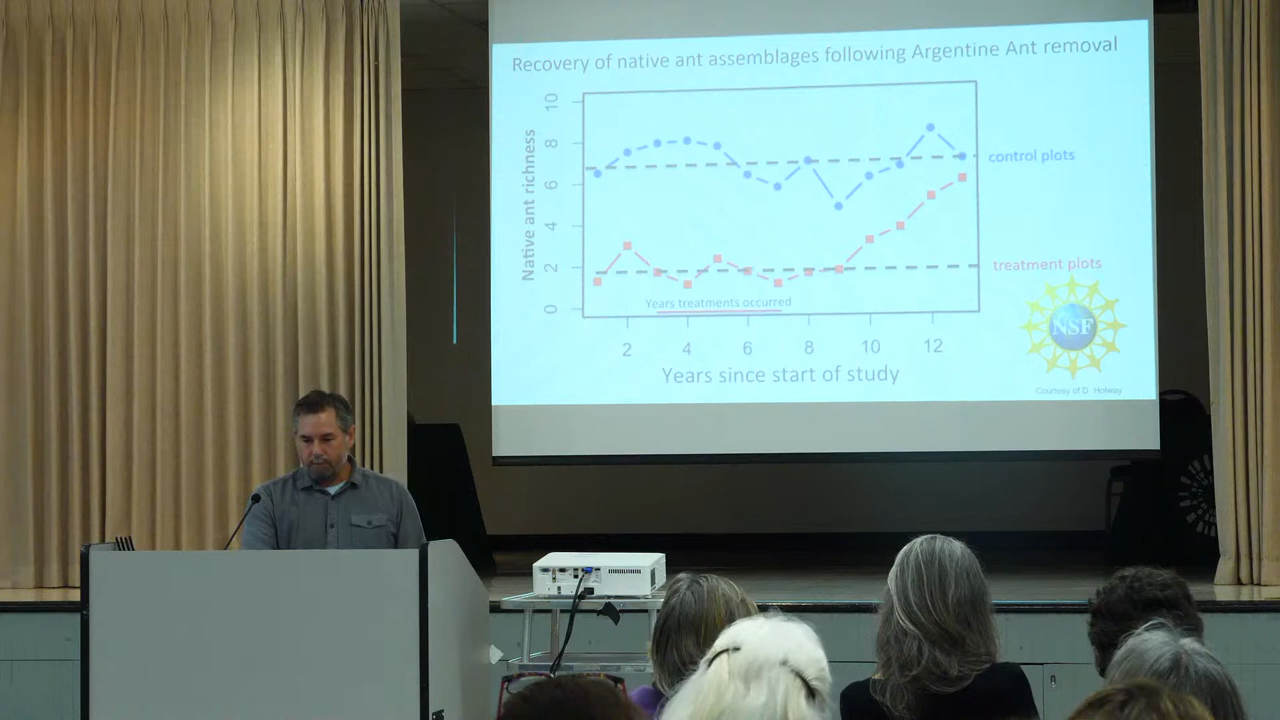 Recovery of native ant assemblages following Argentine Ant removal
Native ant richness
10
8
6
4
2
0
control plots
treatment plots
Years treatments occurred
2 4 6 8 10 12
Years since start of study
NSF
Courtesy of D. Holway